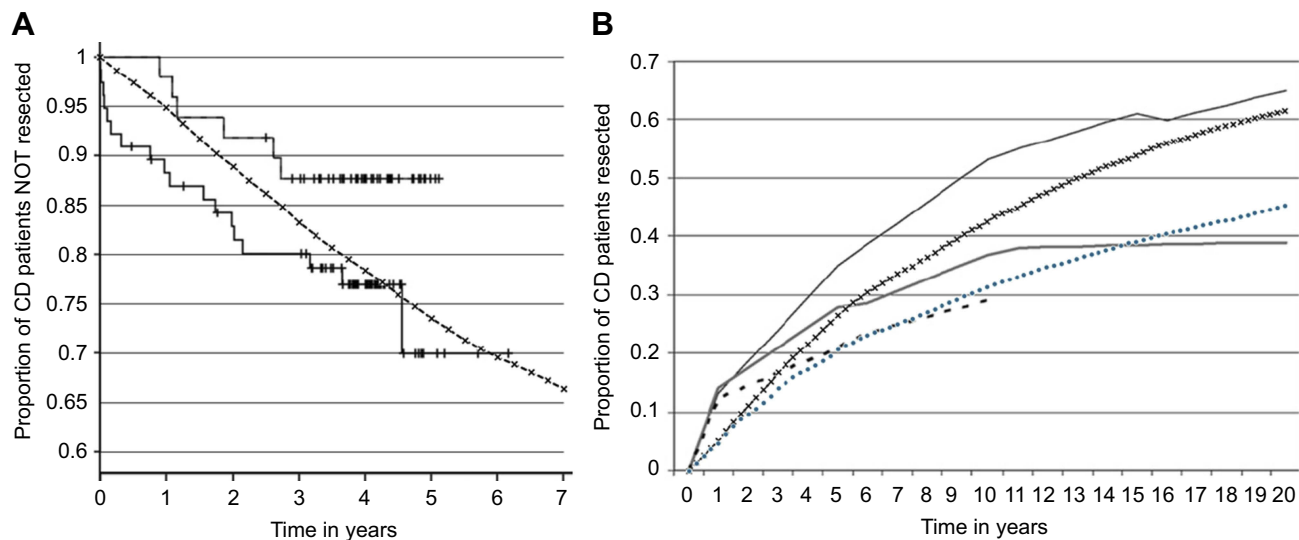 A
Proportion of CD patients NOT resected
1
0.95
0.9
0.85
0.8
0.75
0.7
0.65
0.6
0 1 2 3 4 5 6 7
Time in years
B
Proportion of CD patients resected
0.7
0.6
0.5
0.4
0.3
0.2
0.1
0
0 1 2 3 4 5 6 7 8 9 10 11 12 13 14 15 16 17 18 19 20
Time in years